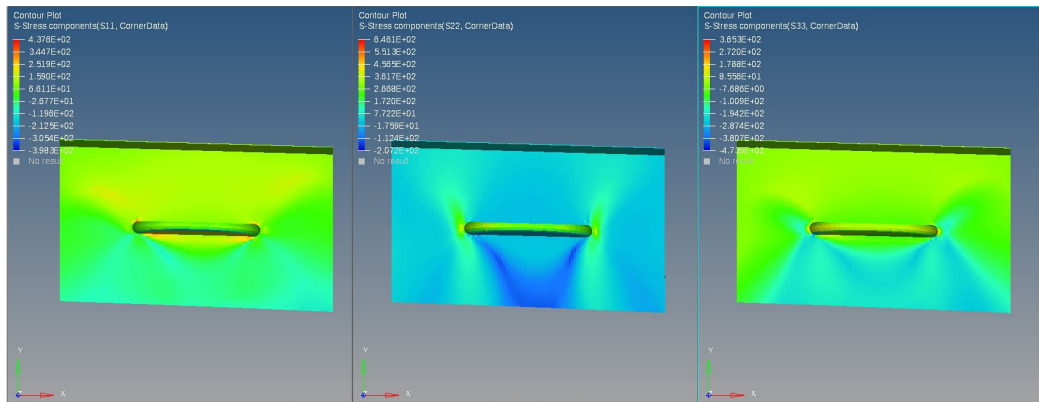 Contour Plot
S-Stress components(S11, CornerData)
4.376E+02
3.447E+02
2.519E+02
1.590E+02
6.611E+01
-2.677E+01
-1.196E+02
-2.125E+02
-3.054E+02
-3.983E+02
No result
Y
Z X
Contour Plot
S-Stress components(S22, CornerData)
6.461E+02
5.513E+02
4.565E+02
3.617E+02
2.668E+02
1.720E+02
7.722E+01
-1.759E+01
-1.124E+02
-2.072E+02
No result
Y
Z X
Contour Plot
S-Stress components(S33, CornerData)
3.653E+02
2.720E+02
1.788E+02
8.556E+01
-7.686E+00
-1.009E+02
-1.942E+02
-2.874E+02
-3.807E+02
No result
Y
Z X